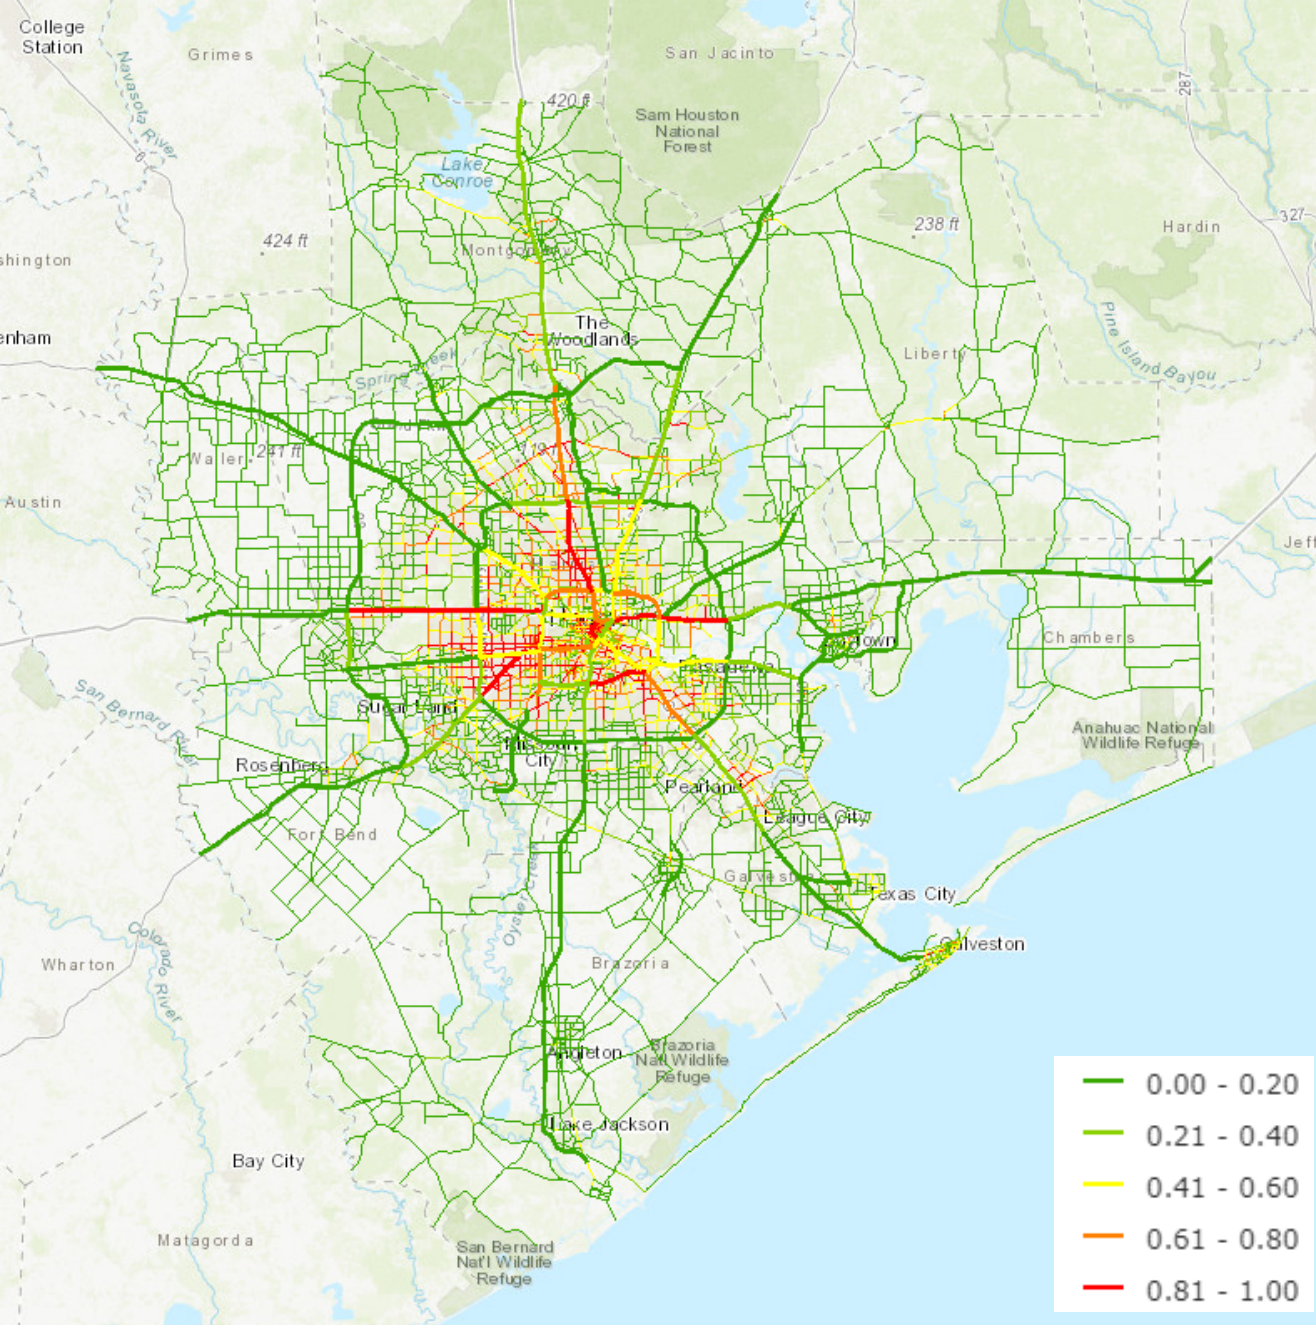 College
Station
Grimes
San Jacinto
Navasota River
6
287
420 ft
Sam Houston
National
Forest
Lake
Conroe
327
238 ft
Hardin
424 ft
shington
enham
The
Woodlands
Liberty
Pine Island Bayou
Spring Creek
241 ft
Waller
Austin
Jeff
Town
Chambers
Pasadena
San Bernard
River
Sugar Land
Anahuac National
Wildlife Refuge
Missouri
City
Rosenberg
Pearland
League City
Fort Bend
Galveston
Texas City
Oyster Creek
Colorado
River
Galveston
Wharton
Brazoria
Angleton
Brazoria
Nat'l Wildlife
Refuge
Lake Jackson
Bay City
Matagorda
San Bernard
Nat'l Wildlife
Refuge
0.00 - 0.20
0.21 - 0.40
0.41 - 0.60
0.61 - 0.80
0.81 - 1.00